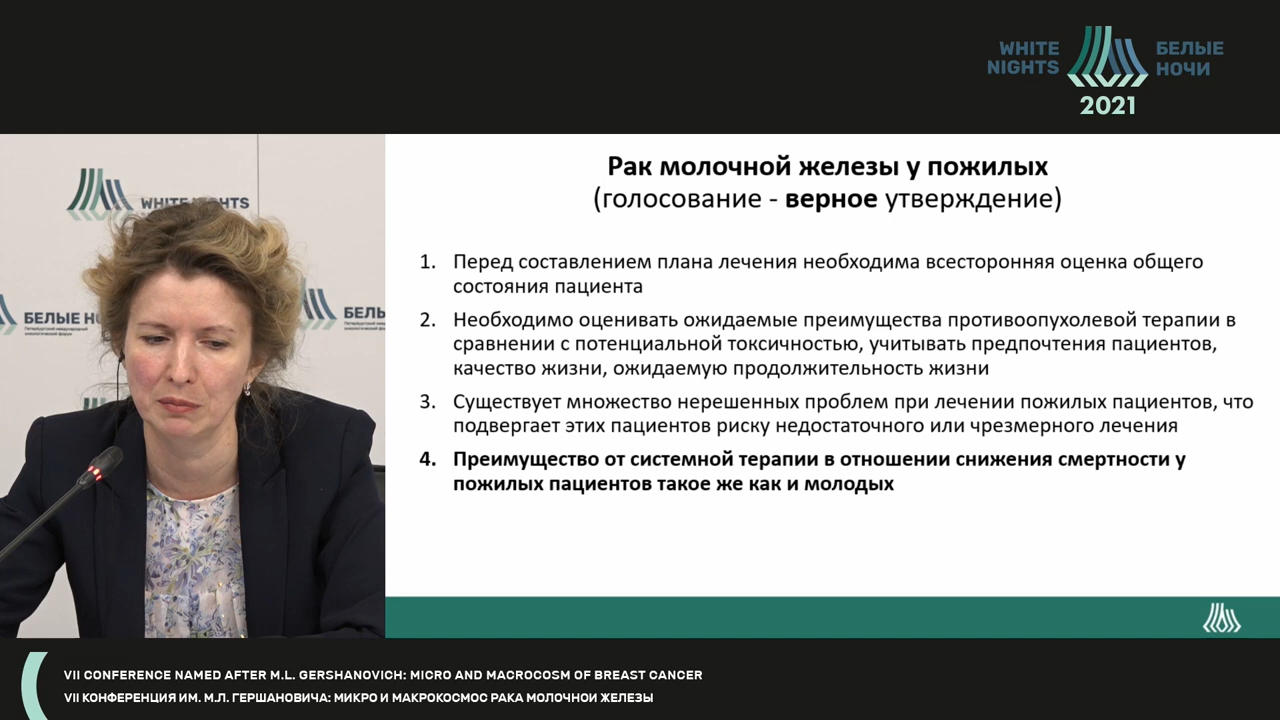 WHITE
NIGHTS
БЕЛЫЕ
НОЧИ
2021
WHITE NIGHTS
БЕЛЫЕ
БЕЛЫ
Рак молочной железы у пожилых
(голосование - верное утверждение)
1. Перед составлением плана лечения необходима всесторонняя оценка общего
состояния пациента
2. Необходимо оценивать ожидаемые преимущества противоопухолевой терапии в
сравнении с потенциальной токсичностью, учитывать предпочтения пациентов,
качество жизни, ожидаемую продолжительность жизни
3. Существует множество нерешенных проблем при лечении пожилых пациентов, что
подвергает этих пациентов риску недостаточного или чрезмерного лечения
4. Преимущество от системной терапии в отношении снижения смертности у
пожилых пациентов такое же как и молодых
VII CONFERENCE NAMED AFTER M.L. GERSHANOVICH: MICRO AND MACROCOSM OF BREAST CANCER
VII КОНФЕРЕНЦИЯ ИМ. М.Л. ГЕРШАНОВИЧА: МИКРО И МАКРОКОСМОС РАКА МОЛОЧНОЙ ЖЕЛЕЗЫ